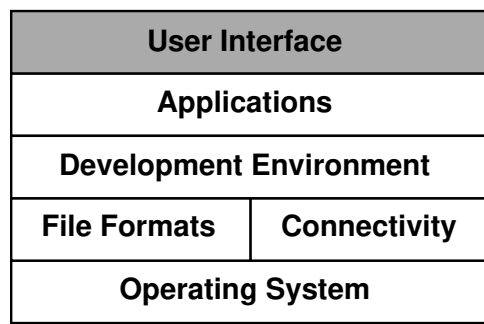 User Interface
Applications
Development Environment
File Formats Connectivity
Operating System